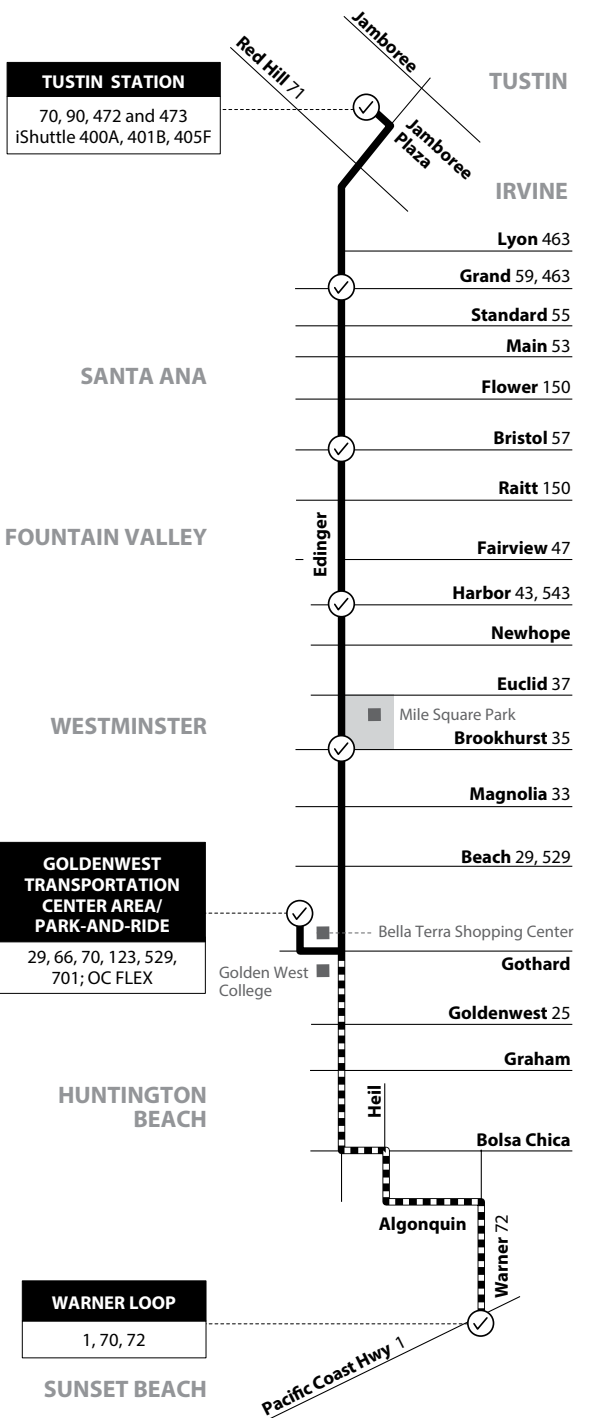 Jamboree
Red Hill 71
TUSTIN STATION
70, 90, 472 and 473
iShuttle 400A, 401B, 405F
TUSTIN
Jamboree
Plaza
IRVINE
Lyon 463
Grand 59, 463
Standard 55
Main 53
SANTA ANA
Flower 150
Bristol 57
Raitt 150
FOUNTAIN VALLEY
Edinger
Fairview 47
Harbor 43, 543
Newhope
Euclid 37
Mile Square Park
WESTMINSTER
Brookhurst 35
Magnolia 33
Beach 29, 529
GOLDENWEST
TRANSPORTATION
CENTER AREA/
PARK-AND-RIDE
29, 66, 70, 123, 529,
701; OC FLEX
Bella Terra Shopping Center
Gothard
Golden West
College
Goldenwest 25
Graham
HUNTINGTON
BEACH
Heil
Bolsa Chica
Algonquin
Warner 72
WARNER LOOP
1, 70, 72
Pacific Coast Hwy 1
SUNSET BEACH